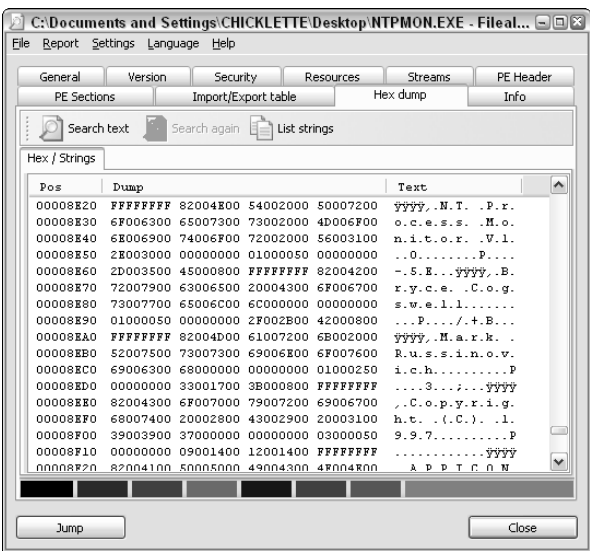 C:\Documents and Settings\CHICKLETTE\Desktop\NTPMON.EXE - Fileal...
File Report Settings Language Help
General Version Security Resources Streams PE Header
PE Sections Import/Export table Hex dump Info
Search text Search again List strings
Hex / Strings
Pos Dump Text
00008E20 FFFFFFFF 82004E00 54002000 50007200 ÿÿÿÿ‚.N.T. .P.r.
00008E30 6F006300 65007300 73002000 4D006F00 o.c.e.s.s. .M.o.
00008E40 6E006900 74006F00 72002000 56003100 n.i.t.o.r. .V.1.
00008E50 2E003000 00000000 01000050 00000000 ..0........P....
00008E60 2D003500 45000800 FFFFFFFF 82004200 -.5.E...ÿÿÿÿ‚.B.
00008E70 72007900 63006500 20004300 6F006700 r.y.c.e. .C.o.g.
00008E80 73007700 65006C00 6C000000 00000000 s.w.e.l.l.......
00008E90 01000050 00000000 2F002B00 42000800 ...P..../.+.B...
00008EA0 FFFFFFFF 82004D00 61007200 6B002000 ÿÿÿÿ‚.M.a.r.k. .
00008EB0 52007500 73007300 69006E00 6F007600 R.u.s.s.i.n.o.v.
00008EC0 69006300 68000000 00000000 01000250 i.c.h..........P
00008ED0 00000000 33001700 3B000800 FFFFFFFF ....3...;...ÿÿÿÿ
00008EE0 82004300 6F007000 79007200 69006700 ‚.C.o.p.y.r.i.g.
00008EF0 68007400 20002800 43002900 20003100 h.t. .(.C.). .1.
00008F00 39003900 37000000 00000000 03000050 9.9.7..........P
00008F10 00000000 09001400 12001400 FFFFFFFF ............ÿÿÿÿ
00008F20 82004100 50005000 49004300 4F004E00 A P P I C O N
Jump Close